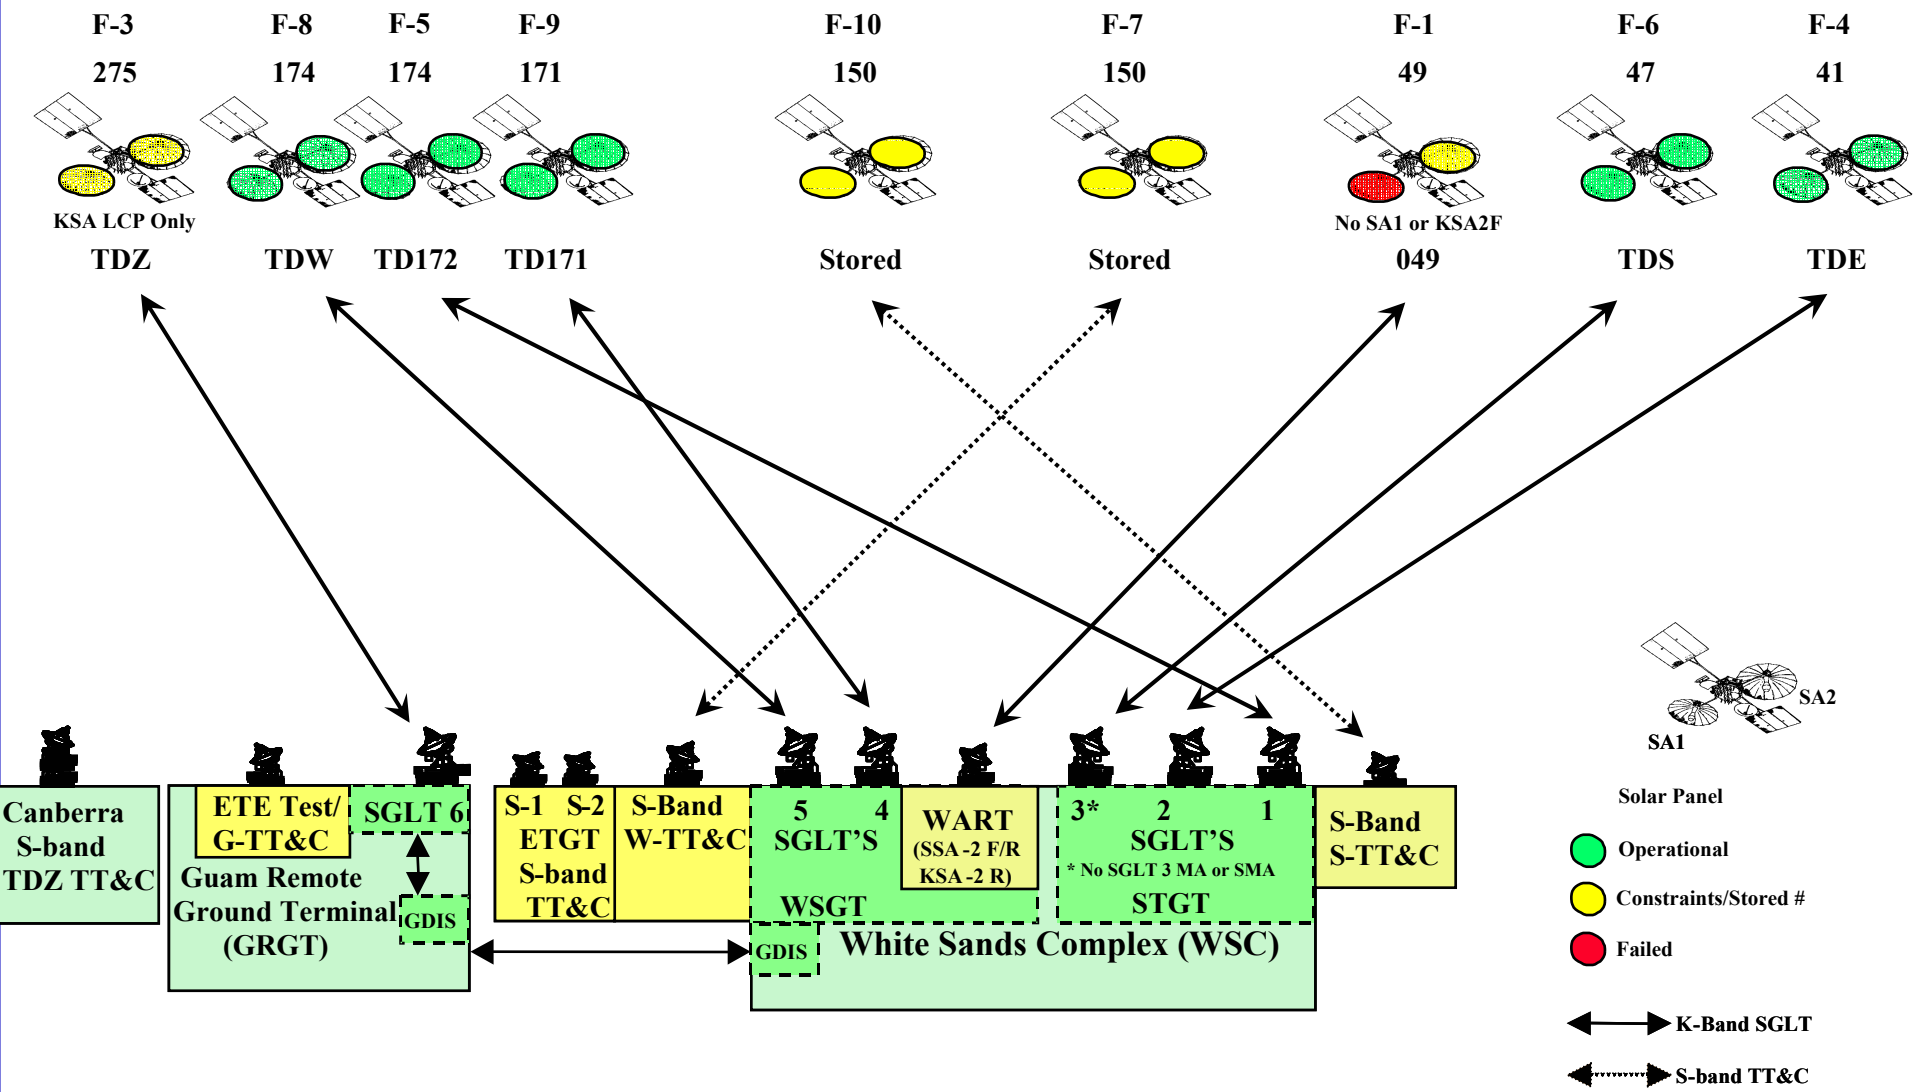 F-3 F-8 F-5 F-9 F-10 F-7 F-1 F-6 F-4
275 174 174 171 150 150 49 47 41
KSA LCP Only
No SA1 or KSA2F
TDZ TDW TD172 TD171 Stored Stored 049 TDS TDE
SA2
SA1
Solar Panel
Operational
Constraints/Stored #
Failed
K-Band SGLT
S-band TT&C
Canberra
S-band
TDZ TT&C
ETE Test/
G-TT&C
SGLT 6
Guam Remote
Ground Terminal
(GRGT)
GDIS
S-1 S-2
ETGT
S-band
TT&C
S-Band
W-TT&C
5 4
SGLT'S
WSGT
GDIS
WART
(SSA -2 F/R
KSA -2 R)
3* 2 1
SGLT'S
* No SGLT 3 MA or SMA
STGT
White Sands Complex (WSC)
S-Band
S-TT&C